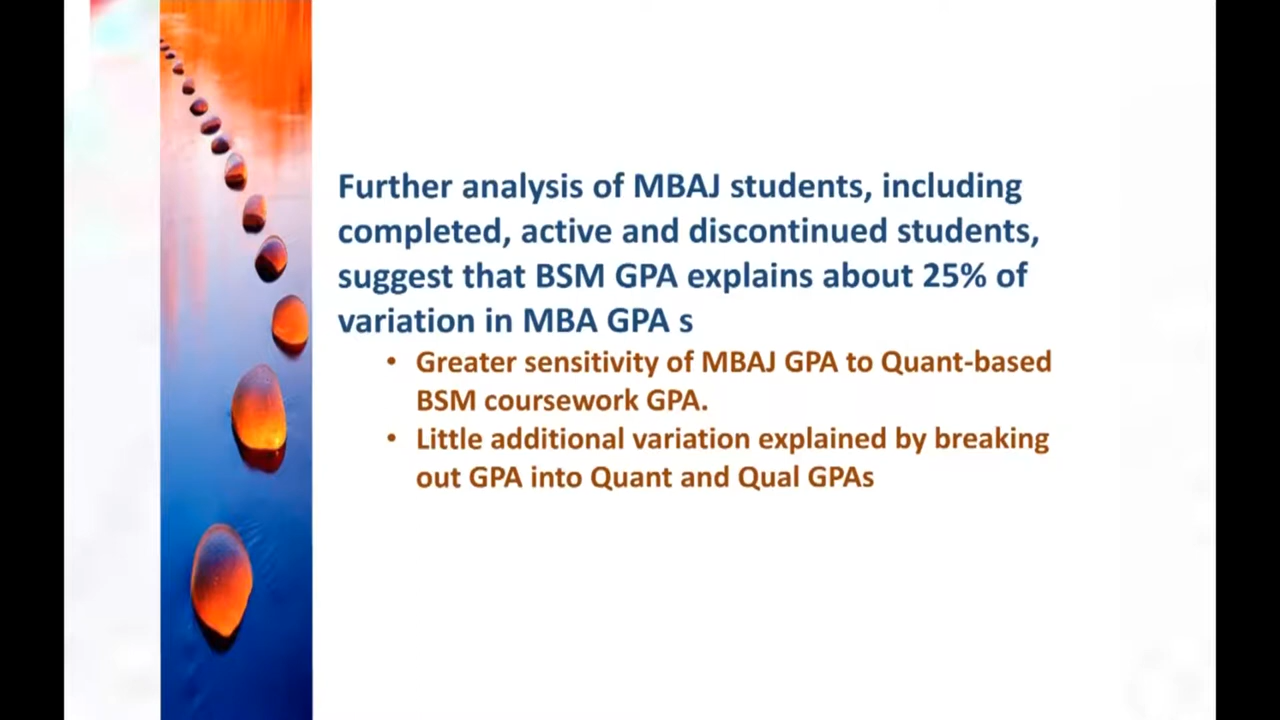 Further analysis of MBAJ students, including
completed, active and discontinued students,
suggest that BSM GPA explains about 25% of
variation in MBA GPA s
• Greater sensitivity of MBAJ GPA to Quant-based
BSM coursework GPA.
• Little additional variation explained by breaking
out GPA into Quant and Qual GPAs